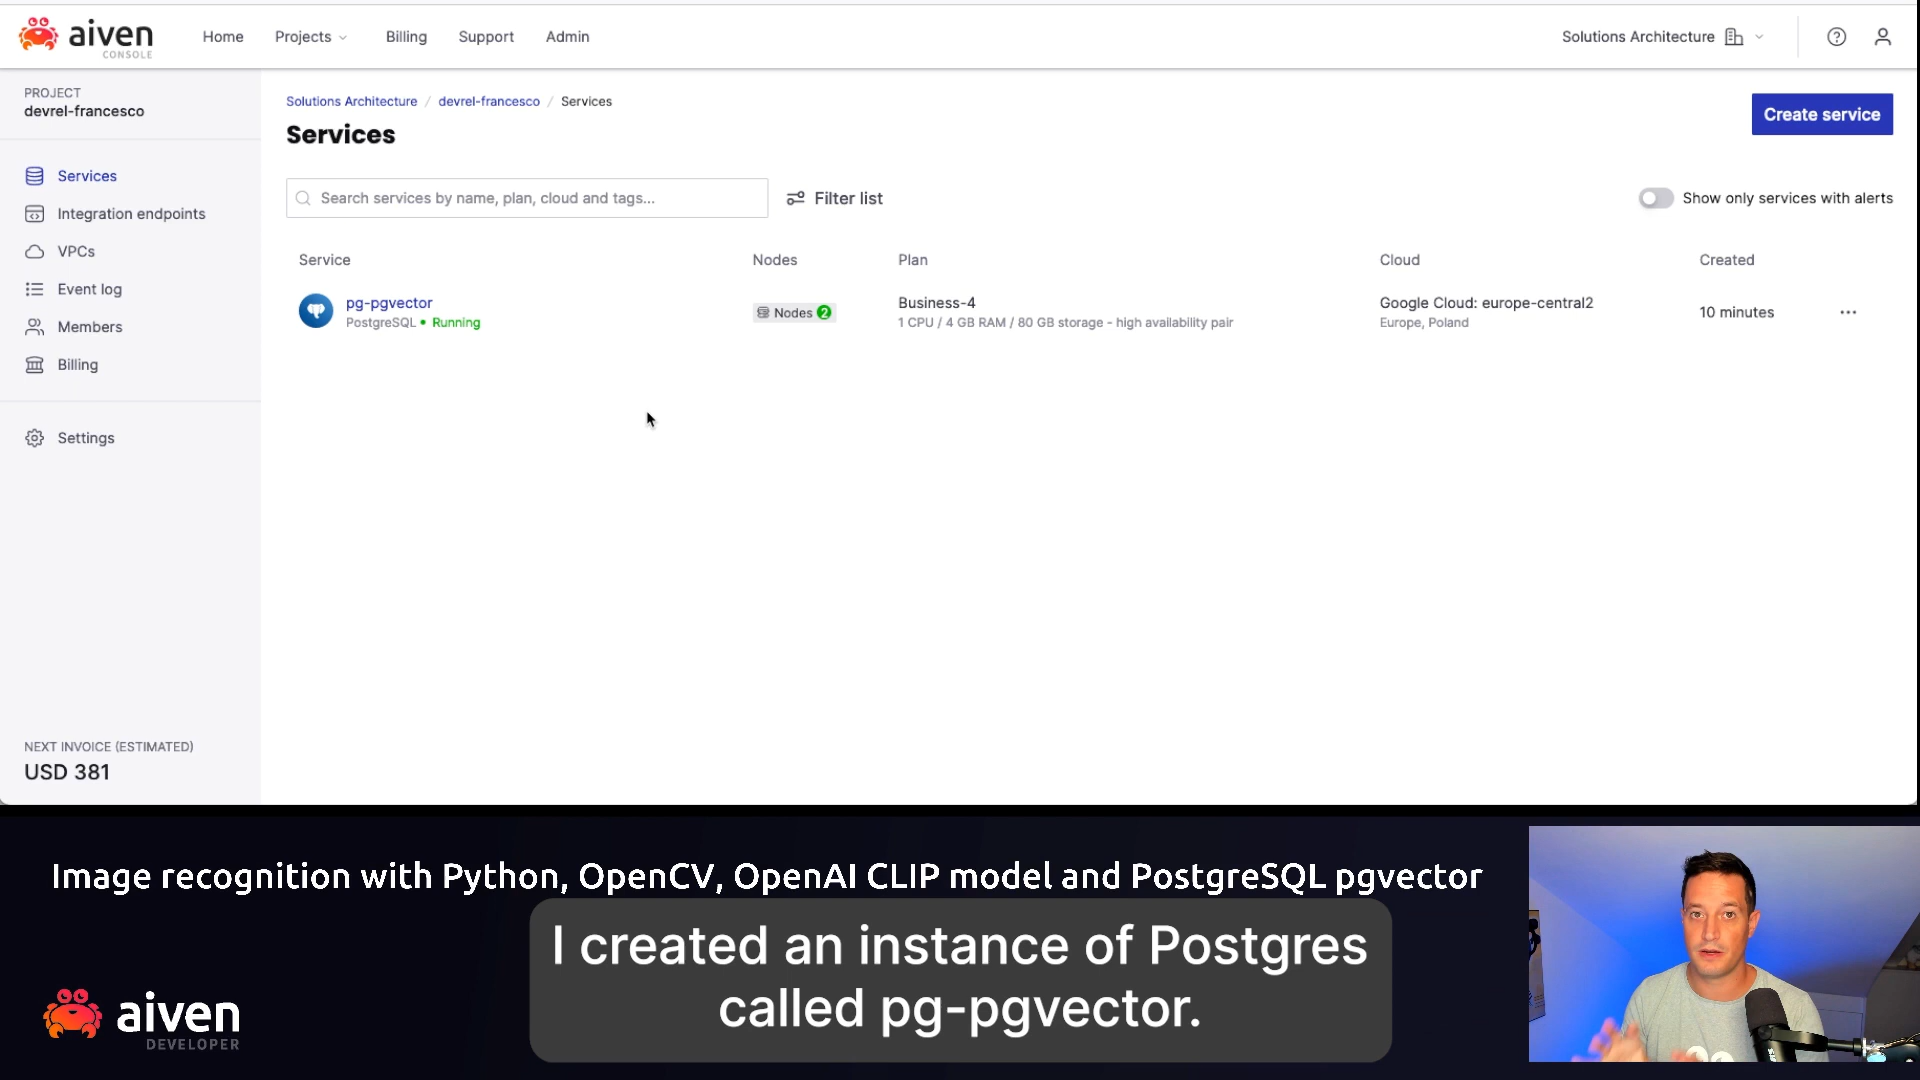 aiven
CONSOLE
Home
Projects
Billing
Support
Admin
Solutions Architecture
PROJECT
devrel-francesco
Services
Integration endpoints
VPCs
Event log
Members
Billing
Settings
NEXT INVOICE (ESTIMATED)
USD 381
Solutions Architecture / devrel-francesco / Services
Services
Create service
Search services by name, plan, cloud and tags...
Filter list
Show only services with alerts
Service
Nodes
Plan
Cloud
Created
pg-pgvector
PostgreSQL • Running
Nodes 2
Business-4
1 CPU / 4 GB RAM / 80 GB storage - high availability pair
Google Cloud: europe-central2
Europe, Poland
10 minutes
Image recognition with Python, OpenCV, OpenAI CLIP model and PostgreSQL pgvector
I created an instance of Postgres
called pg-pgvector.
aiven
DEVELOPER